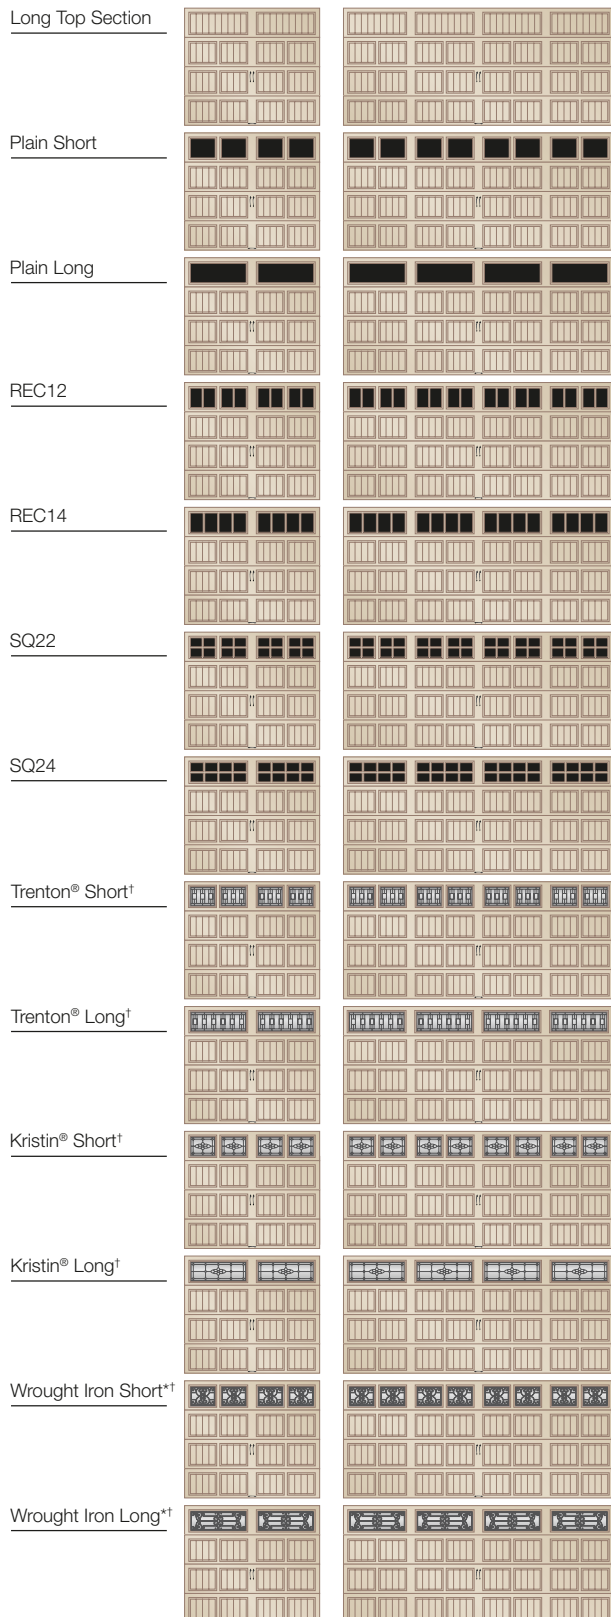 Long Top Section
Plain Short
Plain Long
REC12
REC14
SQ22
SQ24
Trenton® Short†
Trenton® Long†
Kristin® Short†
Kristin® Long†
Wrought Iron Short*†
Wrought Iron Long*†